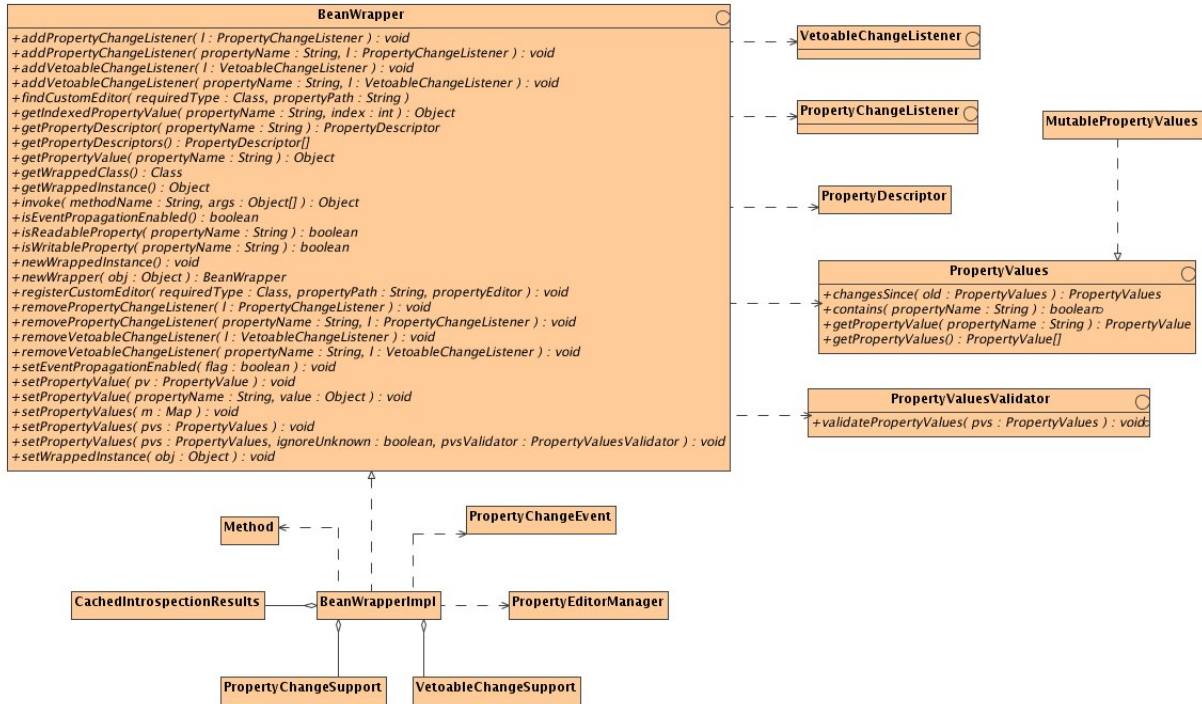 BeanWrapper
+addPropertyChangeListener( l : PropertyChangeListener ) : void
+addPropertyChangeListener( propertyName : String, l : PropertyChangeListener ) : void
+addVetoableChangeListener( l : VetoableChangeListener ) : void
+addVetoableChangeListener( propertyName : String, l : VetoableChangeListener ) : void
+findCustomEditor( requiredType : Class, propertyPath : String )
+getIndexedPropertyValue( propertyName : String, index : int ) : Object
+getPropertyDescriptor( propertyName : String ) : PropertyDescriptor
+getPropertyDescriptors() : PropertyDescriptor[]
+getPropertyValue( propertyName : String ) : Object
+getWrappedClass() : Class
+getWrappedInstance() : Object
+invoke( methodName : String, args : Object[] ) : Object
+isEventPropagationEnabled() : boolean
+isReadableProperty( propertyName : String ) : boolean
+isWritableProperty( propertyName : String ) : boolean
+newWrappedInstance() : void
+newWrapper( obj : Object ) : BeanWrapper
+registerCustomEditor( requiredType : Class, propertyPath : String, propertyEditor ) : void
+removePropertyChangeListener( l : PropertyChangeListener ) : void
+removePropertyChangeListener( propertyName : String, l : PropertyChangeListener ) : void
+removeVetoableChangeListener( l : VetoableChangeListener ) : void
+removeVetoableChangeListener( propertyName : String, l : VetoableChangeListener ) : void
+setEventPropagationEnabled( flag : boolean ) : void
+setPropertyValue( pv : PropertyValue ) : void
+setPropertyValue( propertyName : String, value : Object ) : void
+setPropertyValues( m : Map ) : void
+setPropertyValues( pvs : PropertyValues ) : void
+setPropertyValues( pvs : PropertyValues, ignoreUnknown : boolean, pvsValidator : PropertyValuesValidator ) : void
+setWrappedInstance( obj : Object ) : void
VetoableChangeListener
PropertyChangeListener
MutablePropertyValues
PropertyDescriptor
PropertyValues
+changesSince( old : PropertyValues ) : PropertyValues
+contains( propertyName : String ) : boolean
+getPropertyValue( propertyName : String ) : PropertyValue
+getPropertyValues() : PropertyValue[]
PropertyValuesValidator
+validatePropertyValues( pvs : PropertyValues ) : void
Method
PropertyChangeEvent
CachedIntrospectionResults
BeanWrapperImpl
PropertyEditorManager
PropertyChangeSupport
VetoableChangeSupport